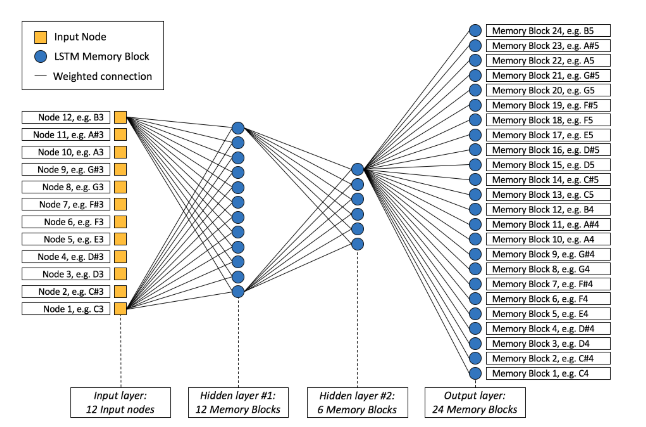 Input Node
LSTM Memory Block
Weighted connection
Node 12, e.g. B3
Node 11, e.g. A#3
Node 10, e.g. A3
Node 9, e.g. G#3
Node 8, e.g. G3
Node 7, e.g. F#3
Node 6, e.g. F3
Node 5, e.g. E3
Node 4, e.g. D#3
Node 3, e.g. D3
Node 2, e.g. C#3
Node 1, e.g. C3
Memory Block 24, e.g. B5
Memory Block 23, e.g. A#5
Memory Block 22, e.g. A5
Memory Block 21, e.g. G#5
Memory Block 20, e.g. G5
Memory Block 19, e.g. F#5
Memory Block 18, e.g. F5
Memory Block 17, e.g. E5
Memory Block 16, e.g. D#5
Memory Block 15, e.g. D5
Memory Block 14, e.g. C#5
Memory Block 13, e.g. C5
Memory Block 12, e.g. B4
Memory Block 11, e.g. A#4
Memory Block 10, e.g. A4
Memory Block 9, e.g. G#4
Memory Block 8, e.g. G4
Memory Block 7, e.g. F#4
Memory Block 6, e.g. F4
Memory Block 5, e.g. E4
Memory Block 4, e.g. D#4
Memory Block 3, e.g. D4
Memory Block 2, e.g. C#4
Memory Block 1, e.g. C4
Input layer:
12 Input nodes
Hidden layer #1:
12 Memory Blocks
Hidden layer #2:
6 Memory Blocks
Output layer:
24 Memory Blocks